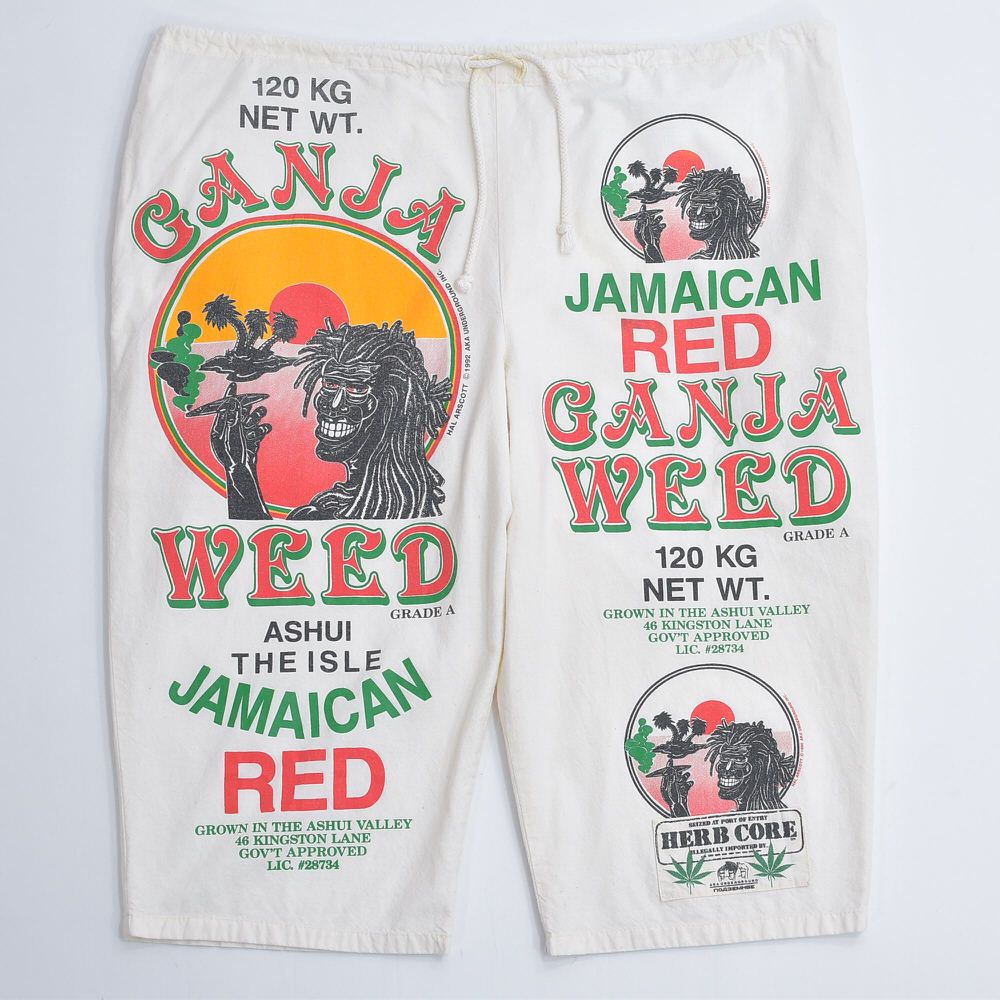 120 KG
NET WT.
GANJA
HAL ARSCOTT © 1992 AKA UNDERGROUND INC.
WEED
GRADE A
ASHUI
THE ISLE
JAMAICAN
RED
GROWN IN THE ASHUI VALLEY
46 KINGSTON LANE
GOV'T APPROVED
LIC. #28734
JAMAICAN
RED
GANJA
WEED
GRADE A
120 KG
NET WT.
GROWN IN THE ASHUI VALLEY
46 KINGSTON LANE
GOV'T APPROVED
LIC. #28734
SEIZED AT PORT OF ENTRY
HERB CORE
ILLEGALLY IMPORTED BY
AKA UNDERGROUND